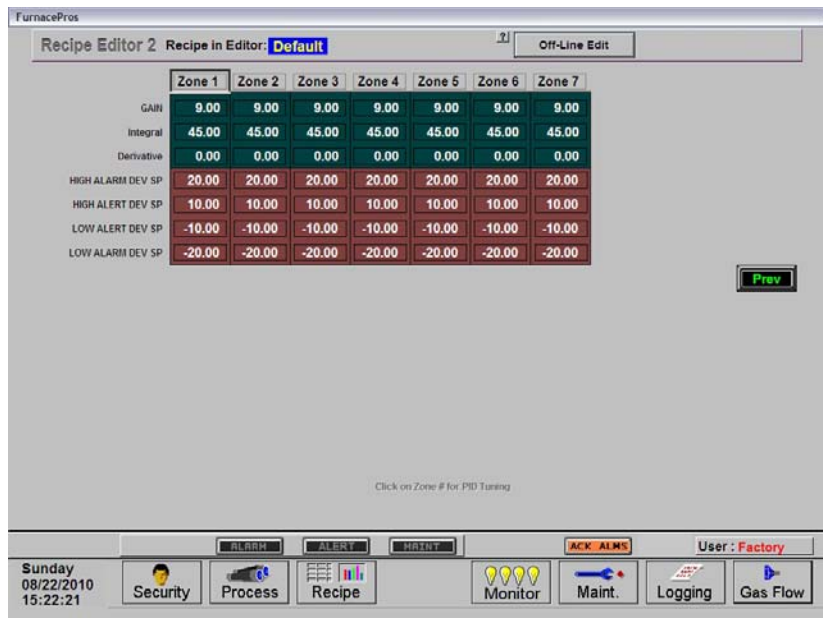 FurnacePros
Recipe Editor 2 Recipe in Editor: Default ? Off-Line Edit
Zone 1 Zone 2 Zone 3 Zone 4 Zone 5 Zone 6 Zone 7
GAIN 9.00 9.00 9.00 9.00 9.00 9.00 9.00
Integral 45.00 45.00 45.00 45.00 45.00 45.00 45.00
Derivative 0.00 0.00 0.00 0.00 0.00 0.00 0.00
HIGH ALARM DEV SP 20.00 20.00 20.00 20.00 20.00 20.00 20.00
HIGH ALERT DEV SP 10.00 10.00 10.00 10.00 10.00 10.00 10.00
LOW ALERT DEV SP -10.00 -10.00 -10.00 -10.00 -10.00 -10.00 -10.00
LOW ALARM DEV SP -20.00 -20.00 -20.00 -20.00 -20.00 -20.00 -20.00
Prev
Click on Zone # for PID Tuning
ALARM ALERT MAINT ACK ALMS User : Factory
Sunday
08/22/2010
15:22:21
Security Process Recipe Monitor Maint. Logging Gas Flow